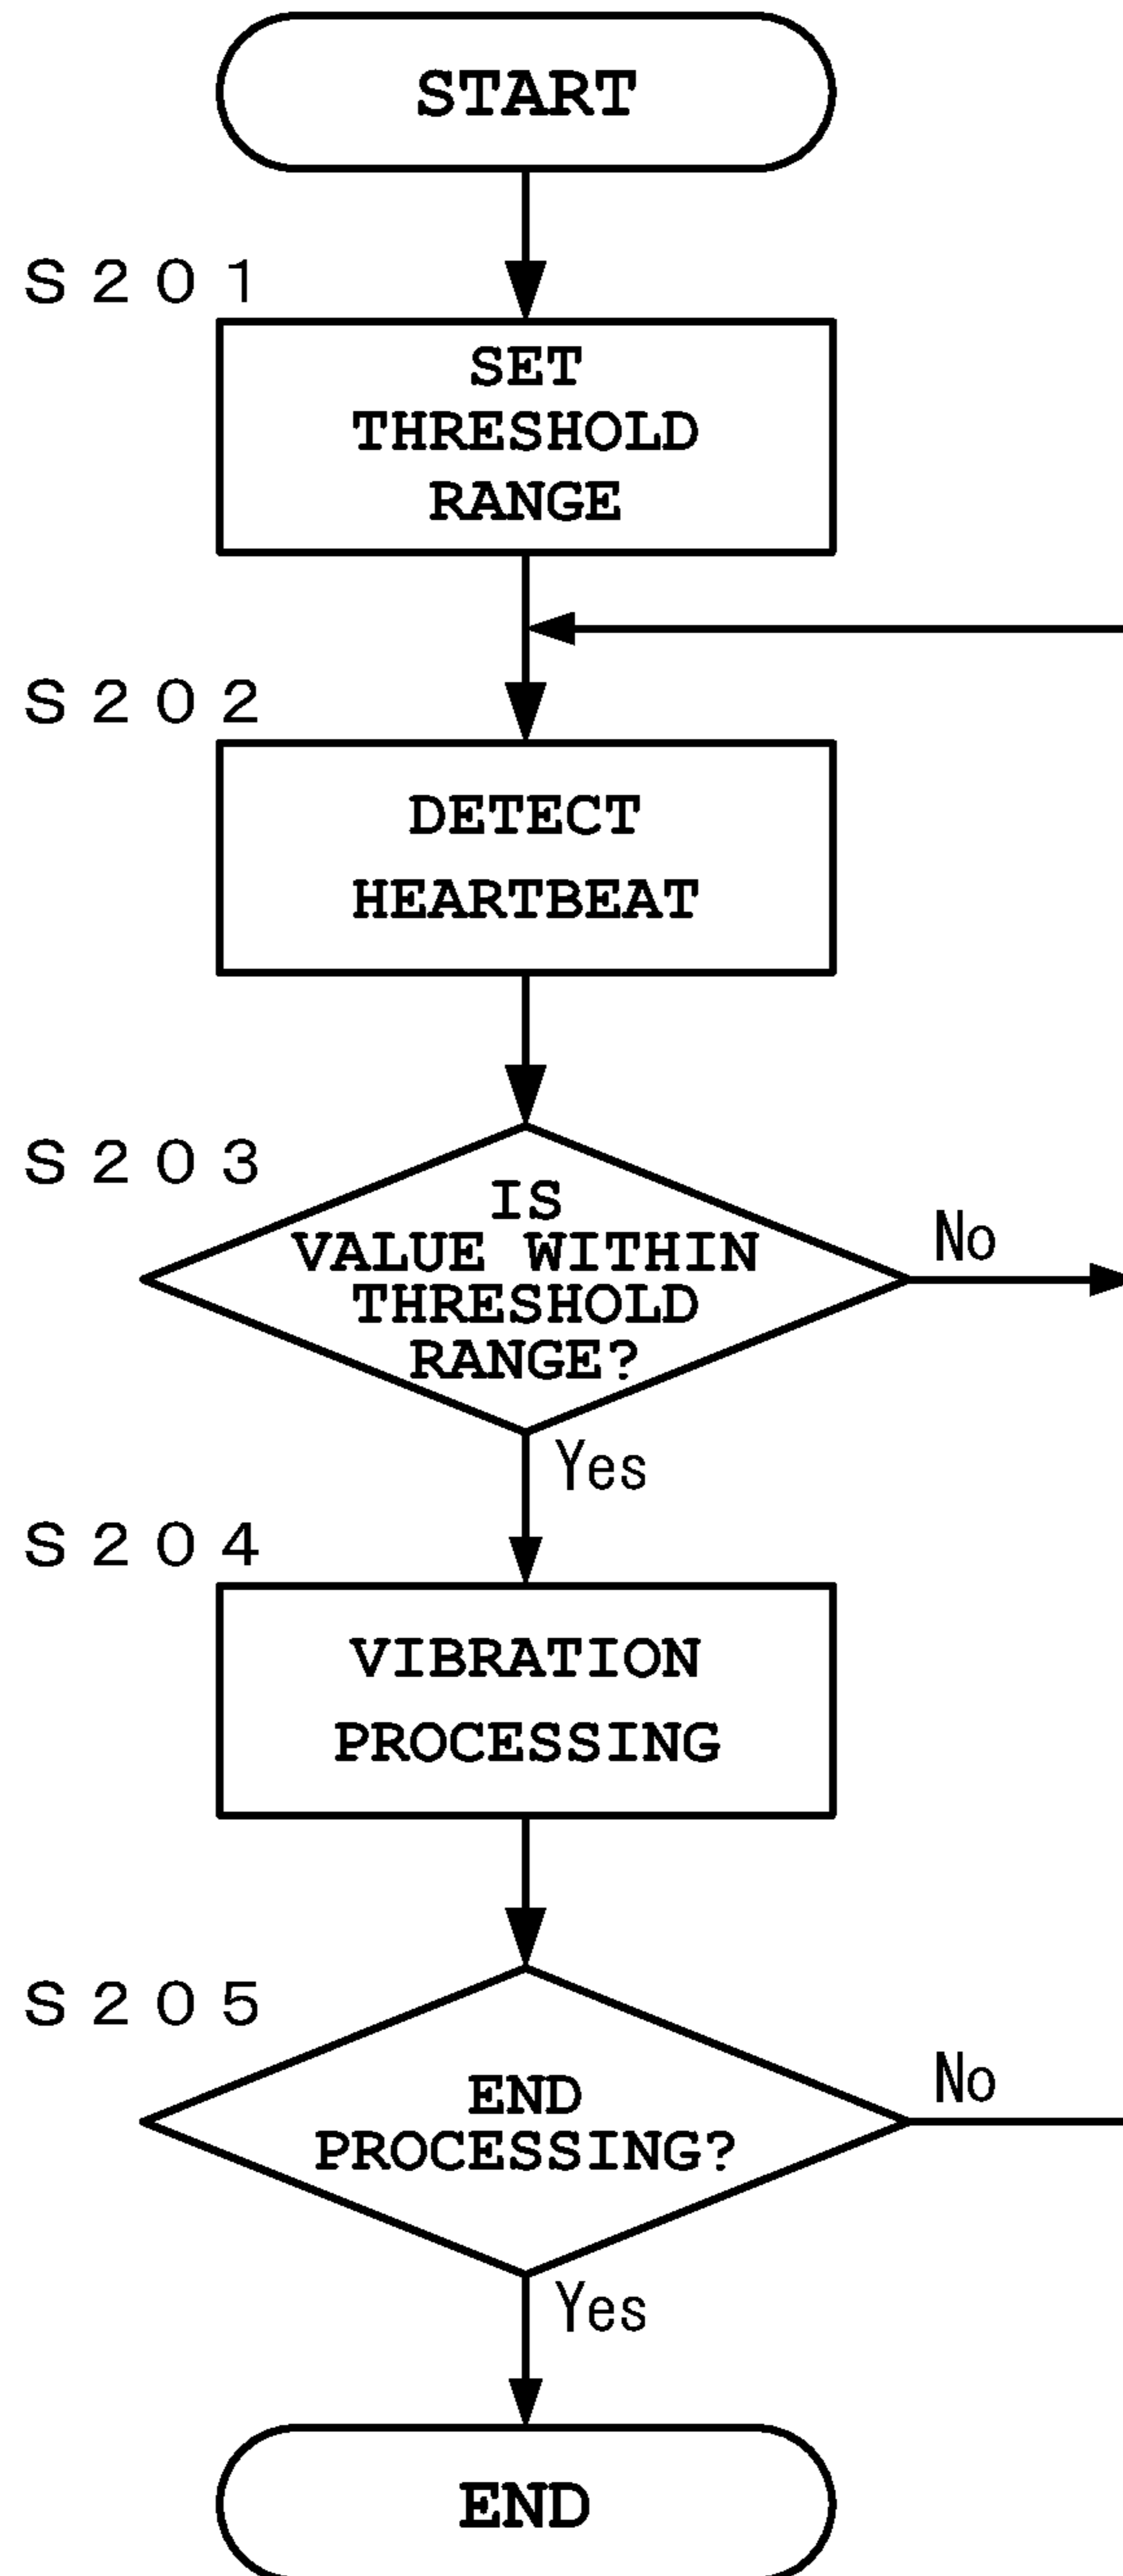 START
S201
SET
THRESHOLD
RANGE
S202
DETECT
HEARTBEAT
S203
IS
VALUE WITHIN
THRESHOLD
RANGE?
No
Yes
S204
VIBRATION
PROCESSING
S205
END
PROCESSING?
No
Yes
END